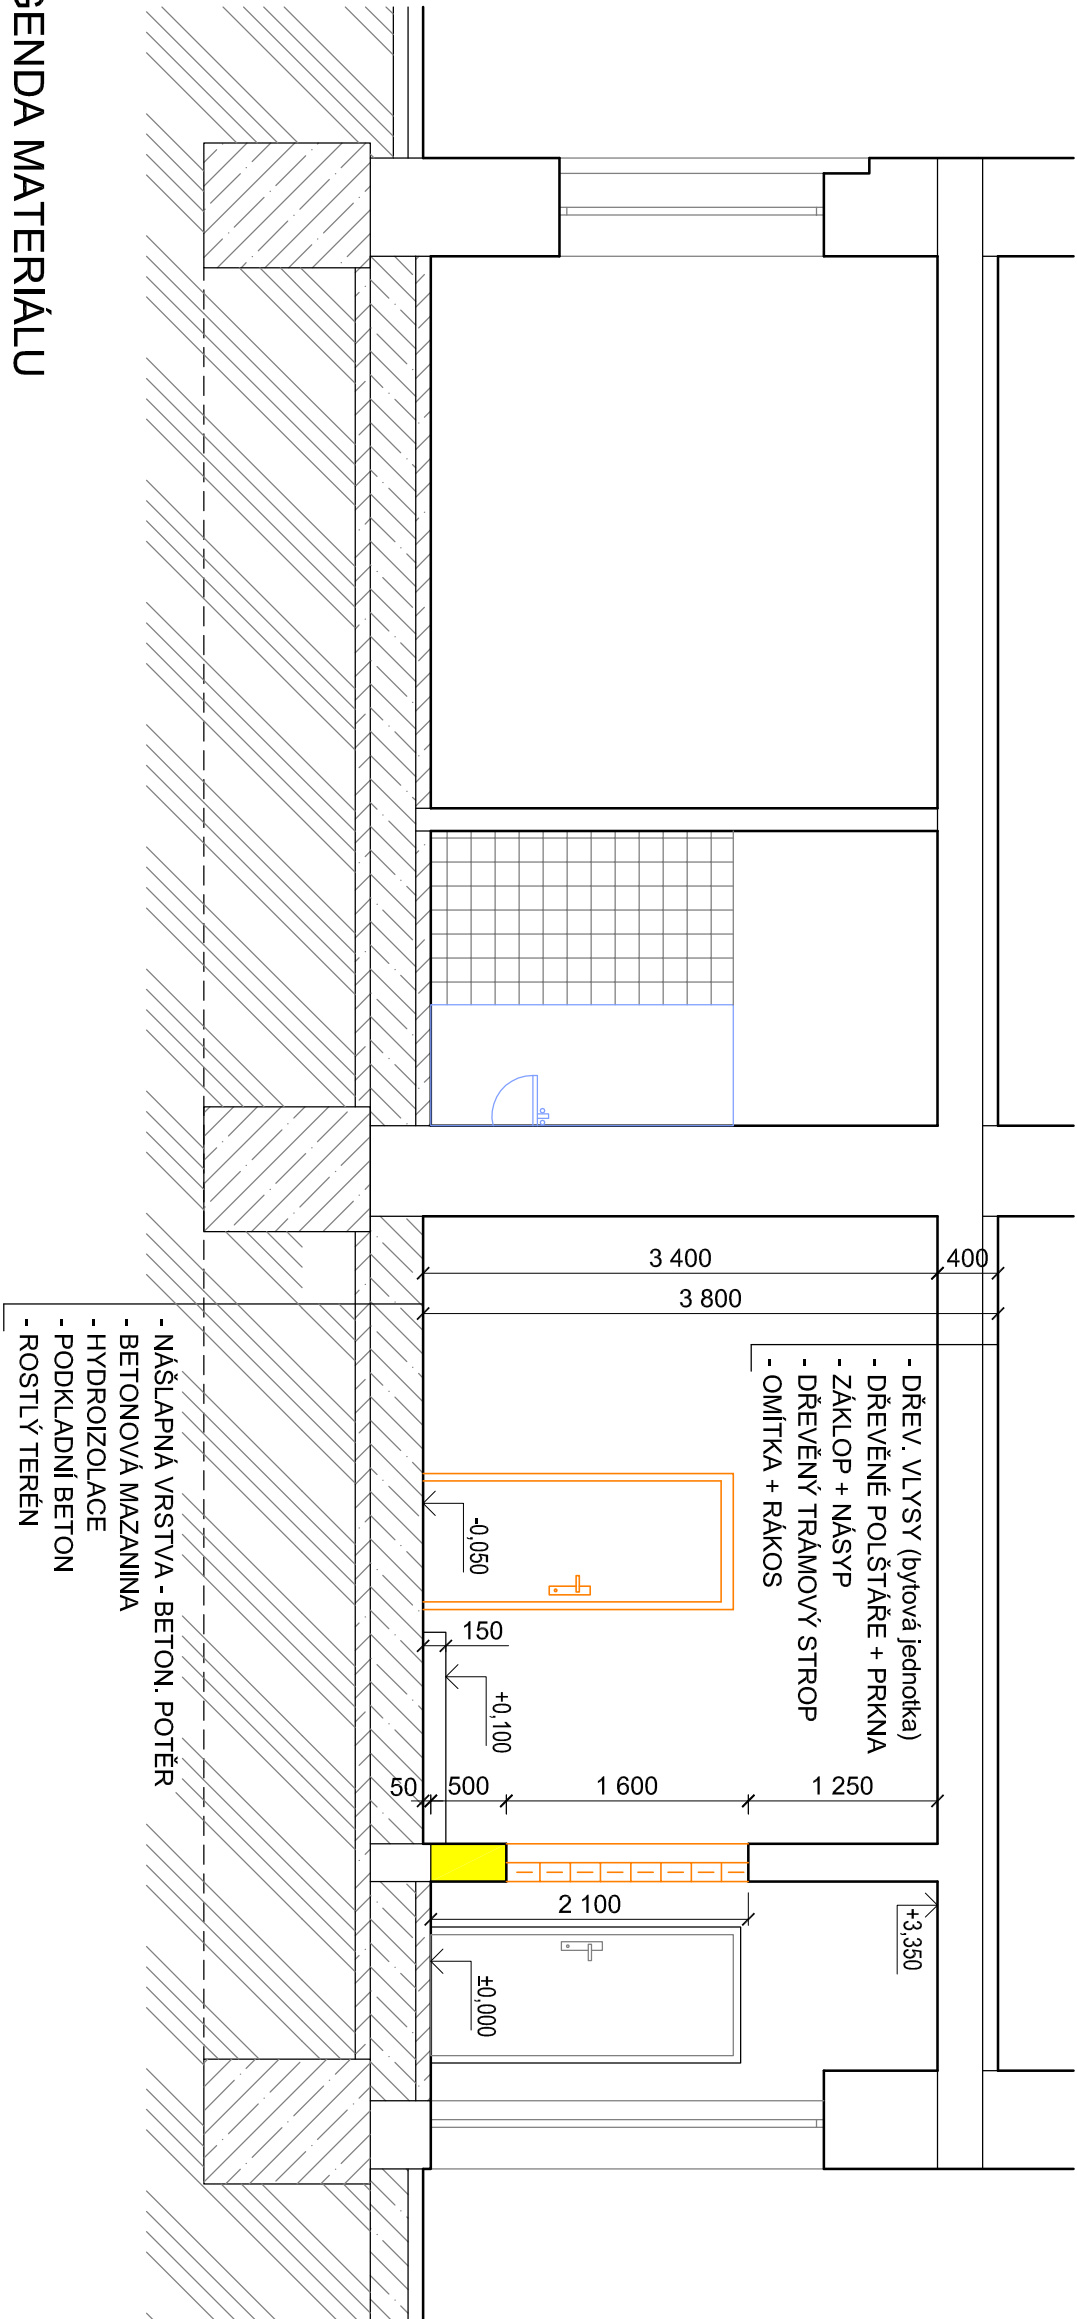 - DŘEV. VLYSY (bytová jednotka)
- DŘEVĚNÉ POLŠTÁŘE + PRKNA
- ZÁKLOP + NÁSYP
- DŘEVĚNÝ TRÁMOVÝ STROP
- OMÍTKA + RÁKOS
400
3 400
3 800
+3,350
1 250
1 600
500
50
2 100
150
-0,050
+0,100
±0,000
- NÁŠLAPNÁ VRSTVA - BETON. POTĚR
- BETONOVÁ MAZANINA
- HYDROIZOLACE
- PODKLADNÍ BETON
- ROSTLÝ TERÉN
GENDA MATERIÁLU